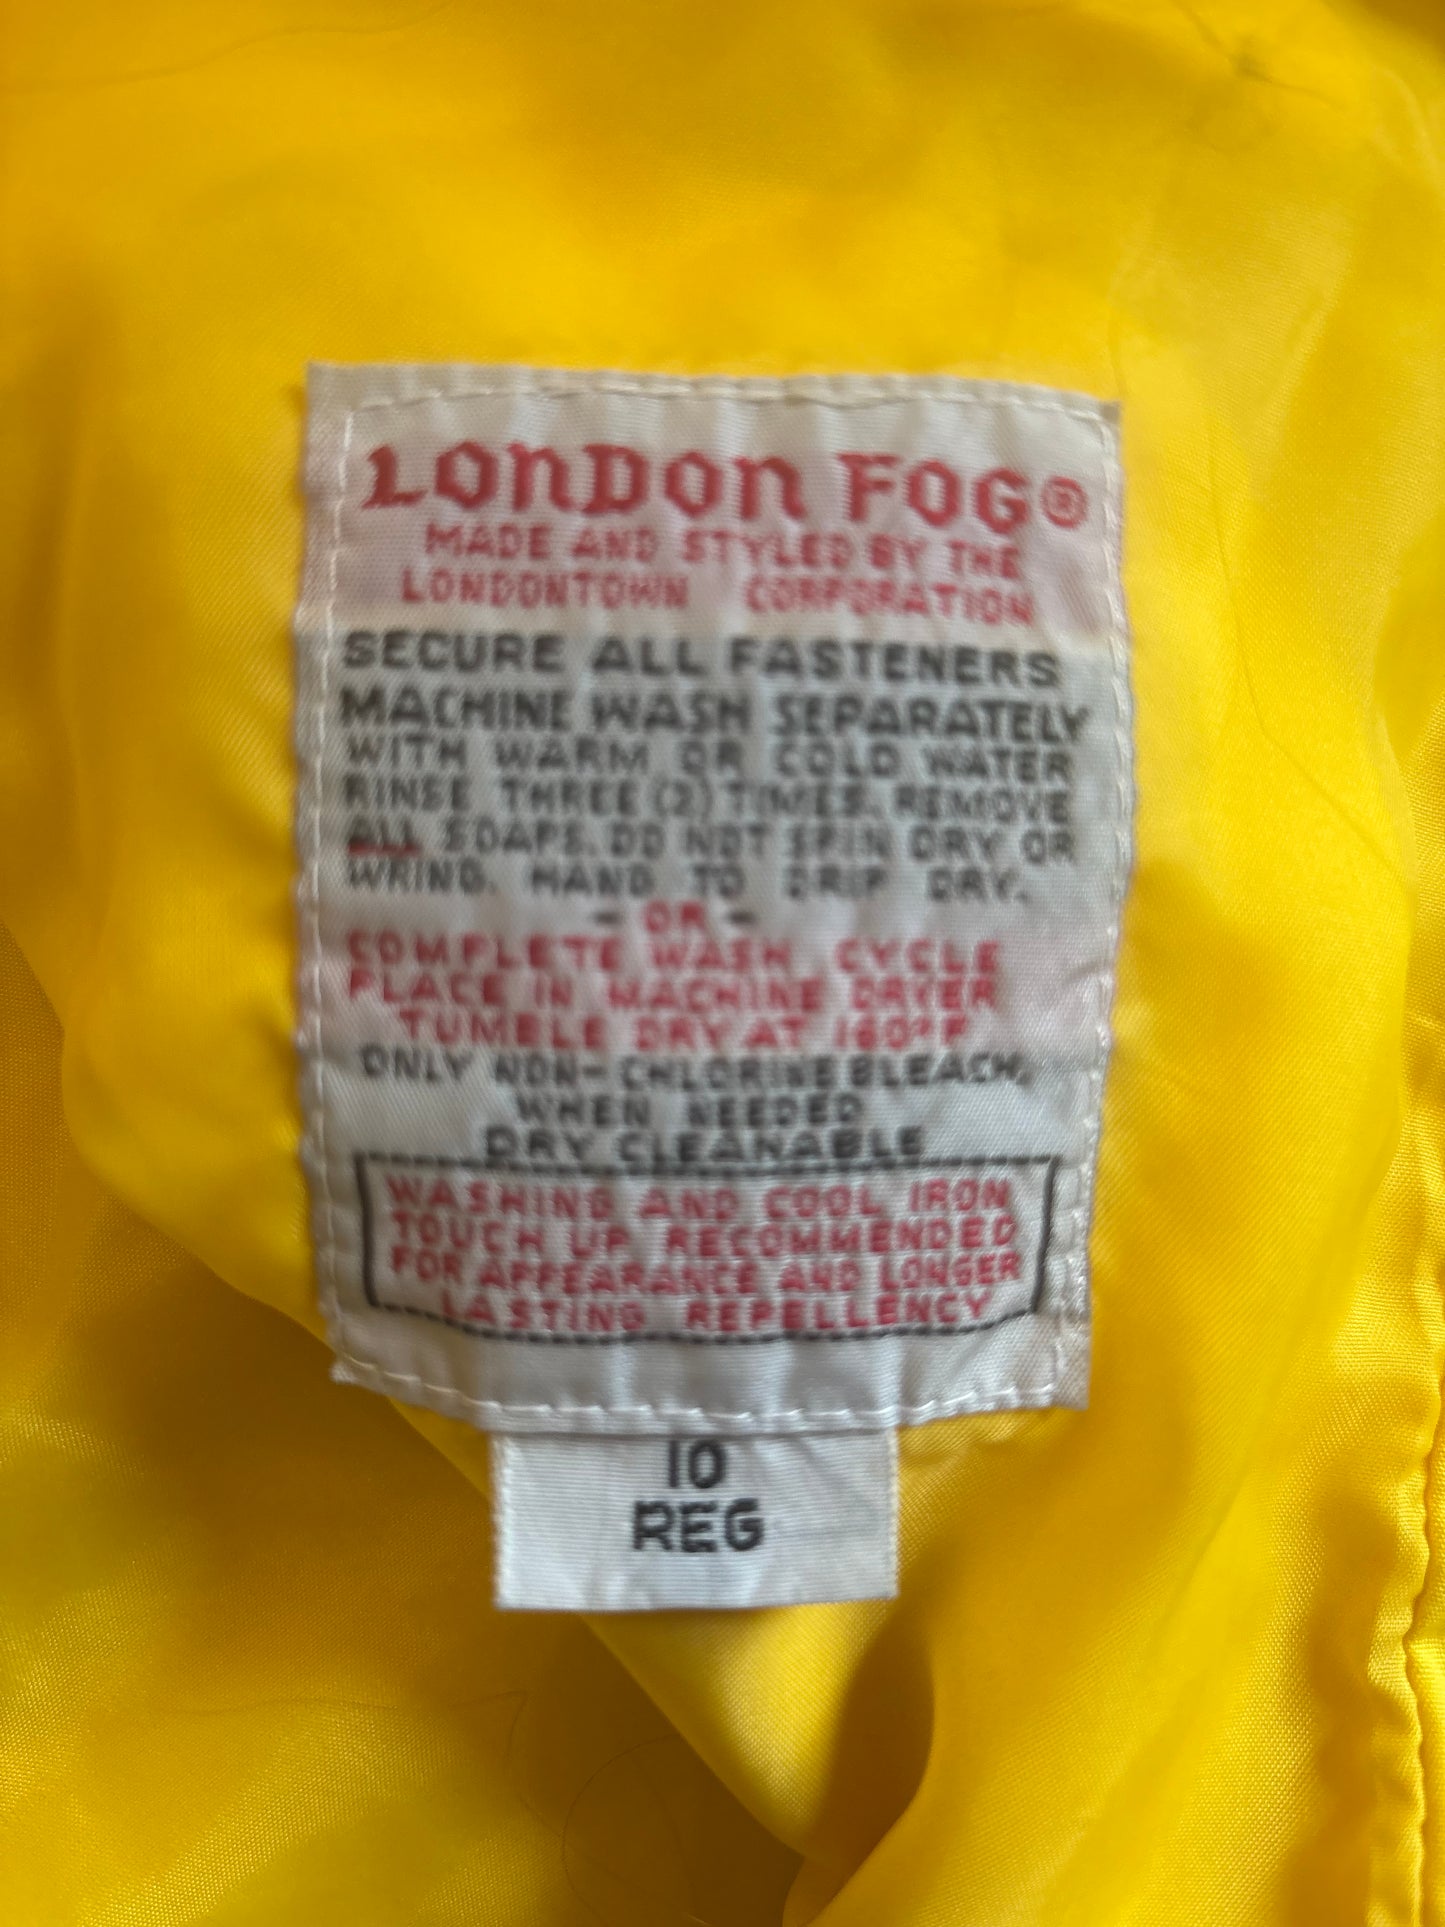 LONDON FOG®
MADE AND STYLED BY THE
LONDONTOWN CORPORATION
SECURE ALL FASTENERS
MACHINE WASH SEPARATELY
WITH WARM OR COLD WATER
RINSE THREE (2) TIMES. REMOVE
ALL SOAPS. DO NOT SPIN DRY OR
WRING. HANG TO DRIP DRY.
- OR -
COMPLETE WASH CYCLE
PLACE IN MACHINE DRYER
TUMBLE DRY AT 160°F
ONLY NON-CHLORINE BLEACH,
WHEN NEEDED
DRY CLEANABLE
WASHING AND COOL IRON
TOUCH UP RECOMMENDED
FOR APPEARANCE AND LONGER
LASTING REPELLENCY
10
REG